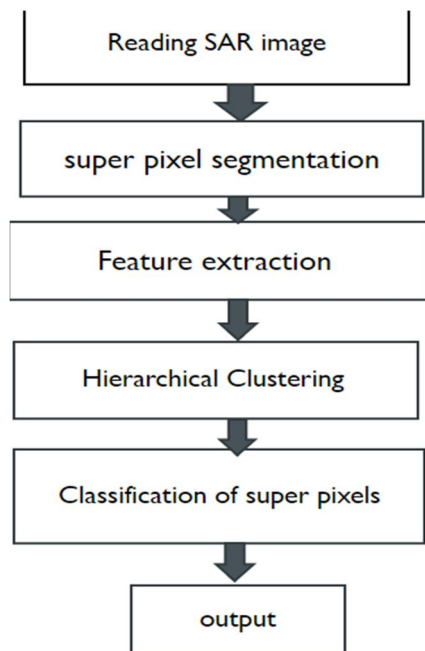 Reading SAR image
super pixel segmentation
Feature extraction
Hierarchical Clustering
Classification of super pixels
output